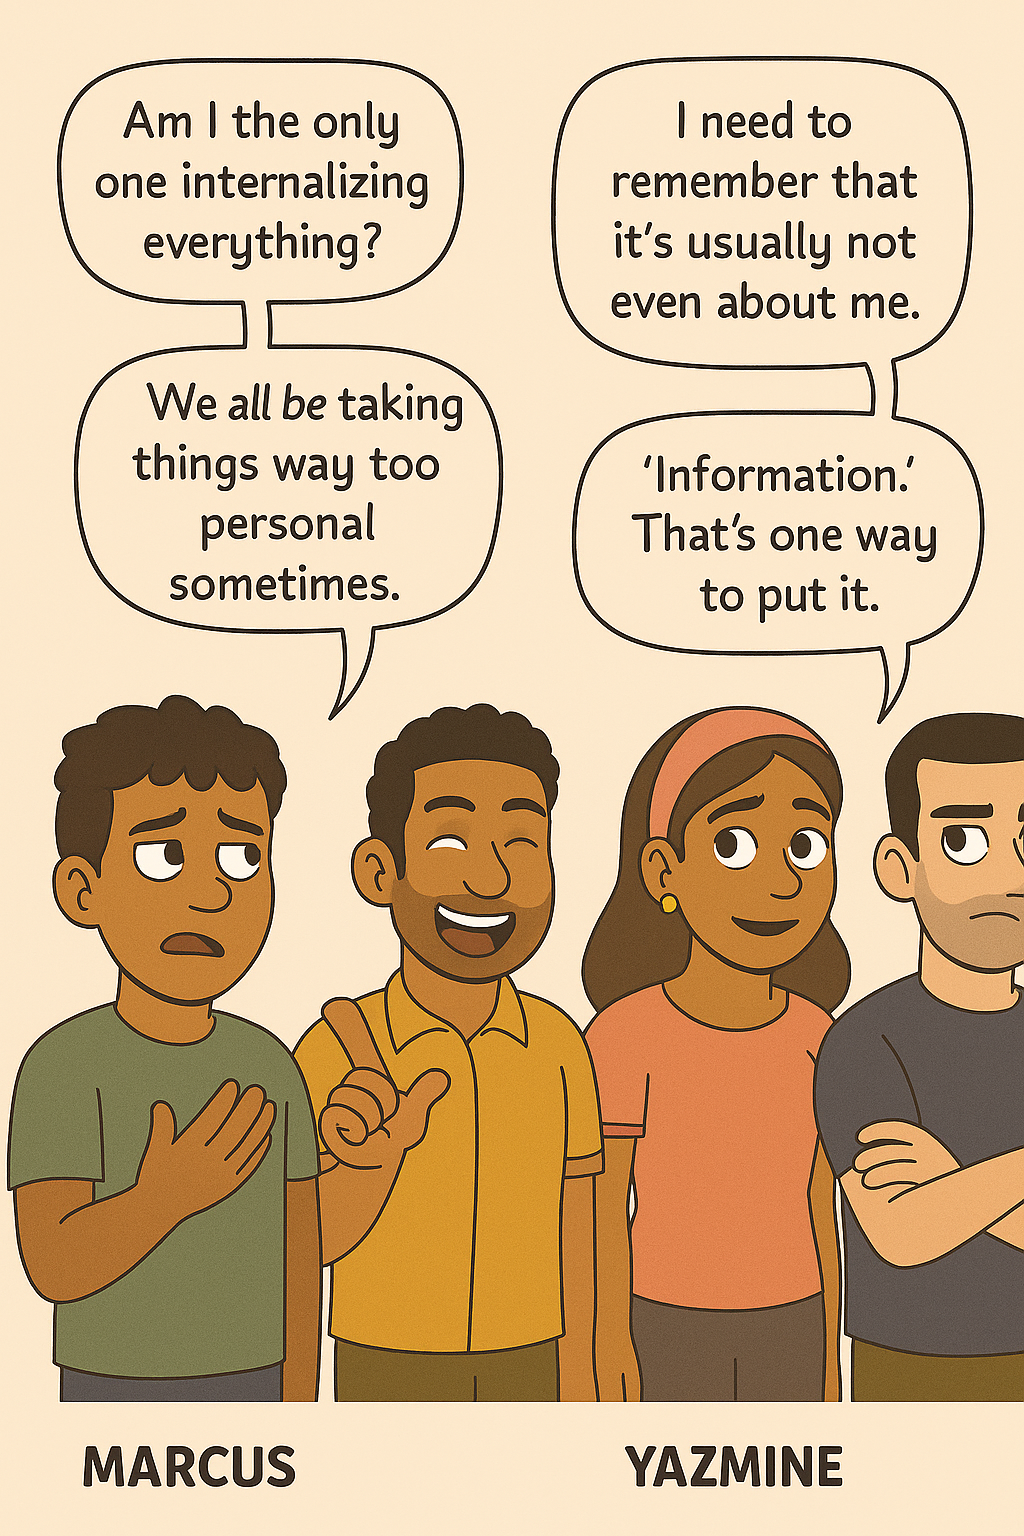 Am I the only
one internalizing
everything?
We all be taking
things way too
personal
sometimes.
I need to
remember that
it’s usually not
even about me.
‘Information.’
That’s one way
to put it.
MARCUS
YAZMINE